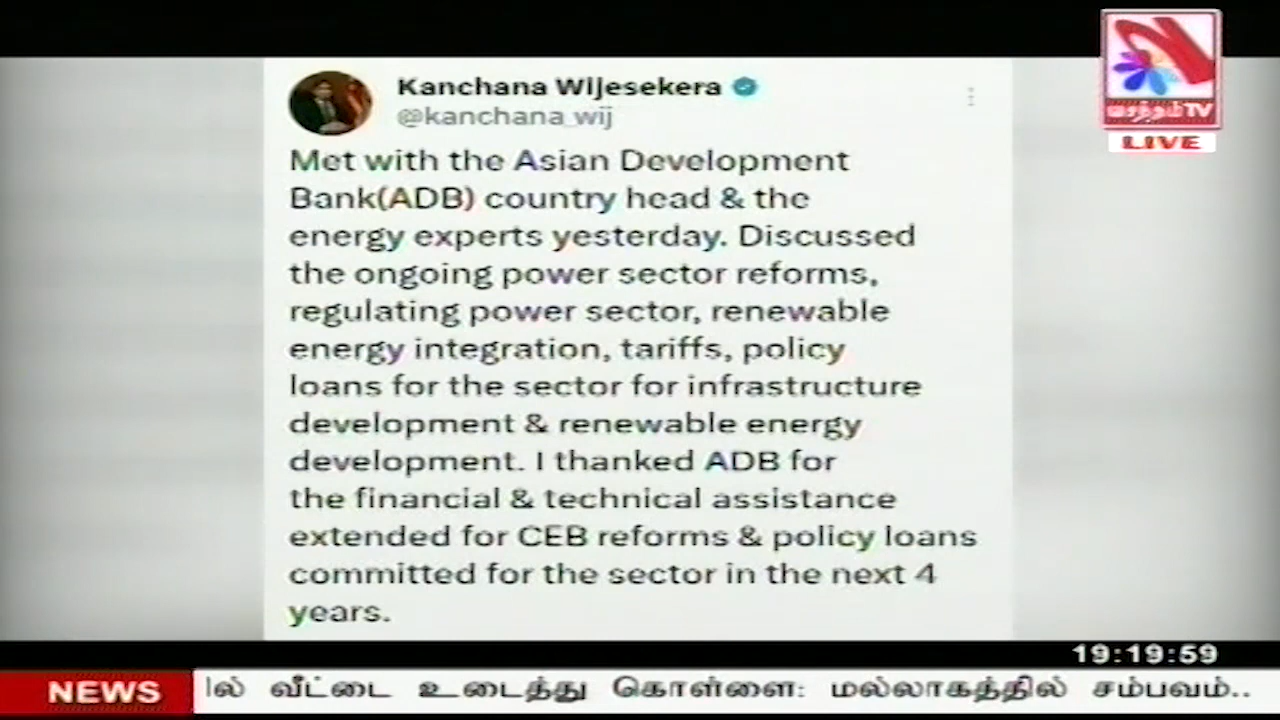 Kanchana Wijesekera
@kanchana_wij
Met with the Asian Development
Bank(ADB) country head & the
energy experts yesterday. Discussed
the ongoing power sector reforms,
regulating power sector, renewable
energy integration, tariffs, policy
loans for the sector for infrastructure
development & renewable energy
development. I thanked ADB for
the financial & technical assistance
extended for CEB reforms & policy loans
committed for the sector in the next 4
years.
வசந்தம்TV
LIVE
19:19:59
NEWS
ில் வீட்டை உடைத்து கொள்ளை: மல்லாகத்தில் சம்பவம்..